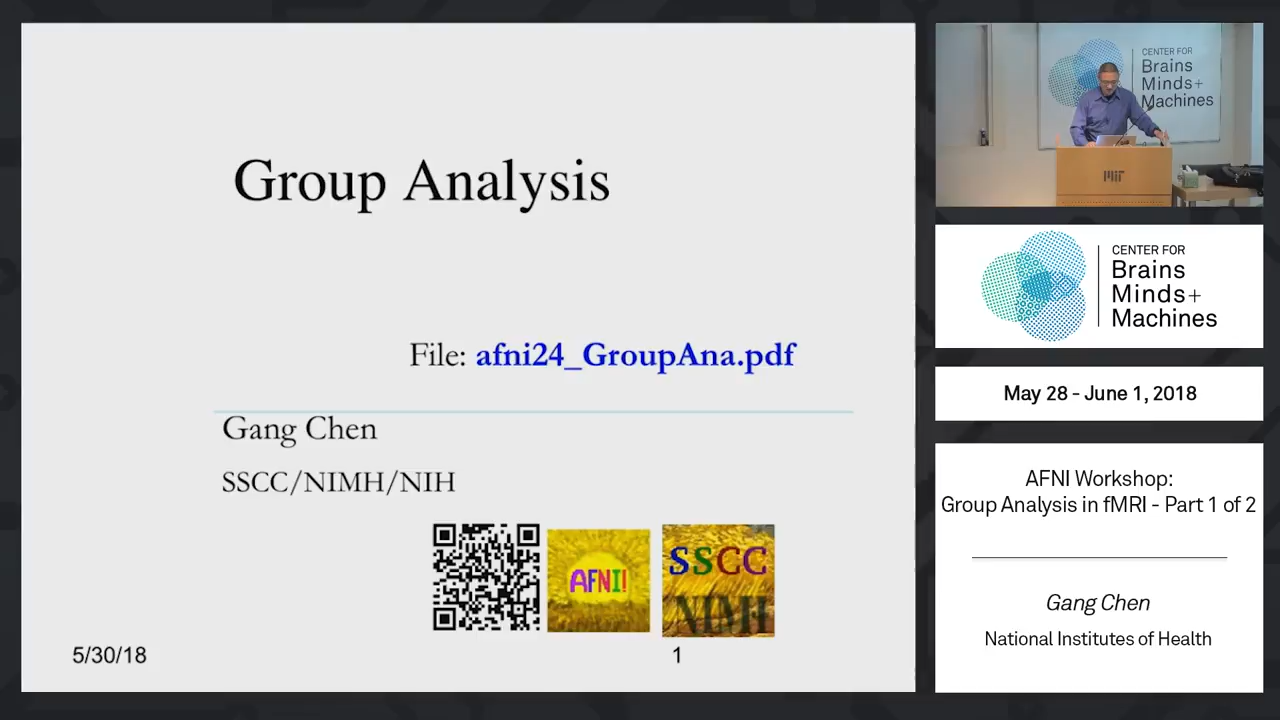 Group Analysis
File: afni24_GroupAna.pdf
Gang Chen
SSCC/NIMH/NIH
AFNI!
SSCC
NIMH
5/30/18
1
CENTER FOR
Brains
Minds+
Machines
MIT
CENTER FOR
Brains
Minds+
Machines
May 28 - June 1, 2018
AFNI Workshop:
Group Analysis in fMRI - Part 1 of 2
Gang Chen
National Institutes of Health